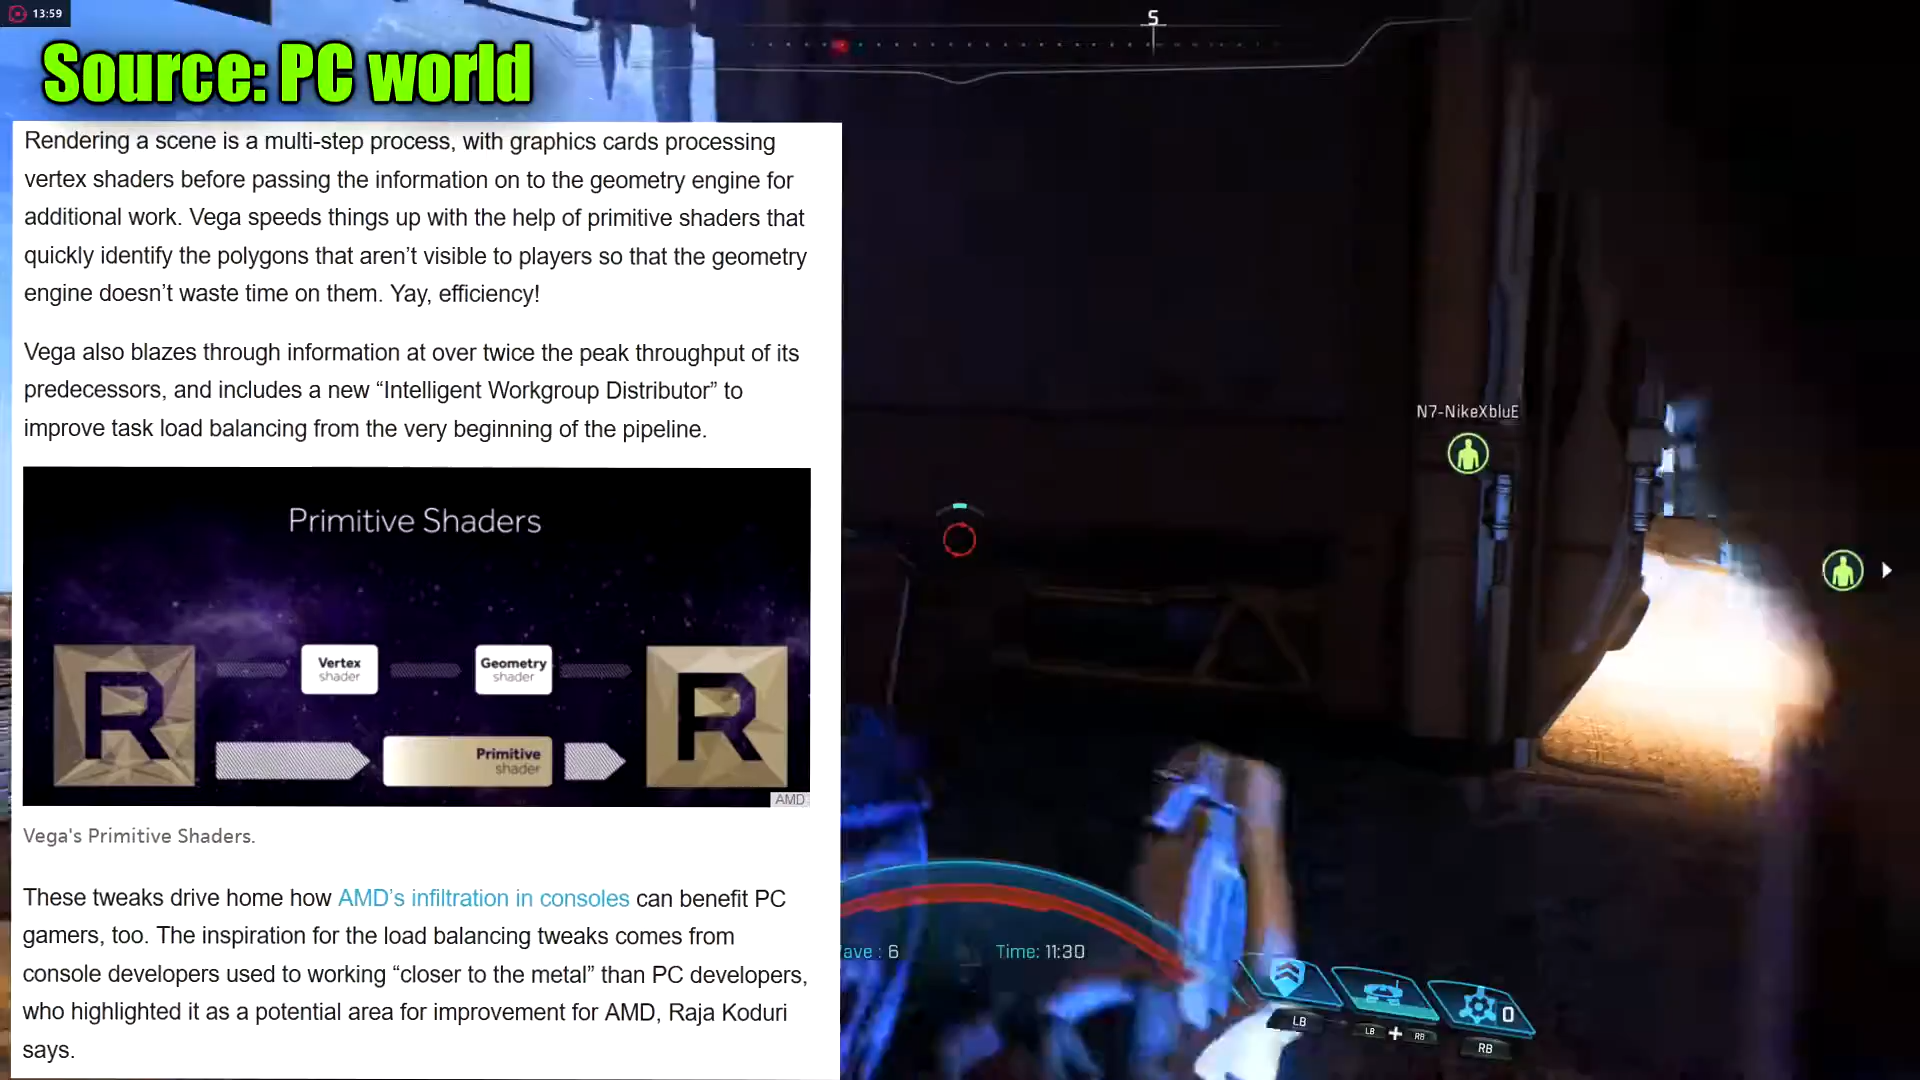 13:59
Source: PC world
S
Rendering a scene is a multi-step process, with graphics cards processing
vertex shaders before passing the information on to the geometry engine for
additional work. Vega speeds things up with the help of primitive shaders that
quickly identify the polygons that aren’t visible to players so that the geometry
engine doesn’t waste time on them. Yay, efficiency!
Vega also blazes through information at over twice the peak throughput of its
predecessors, and includes a new “Intelligent Workgroup Distributor” to
improve task load balancing from the very beginning of the pipeline.
Primitive Shaders
R
Vertex
shader
Geometry
shader
R
Primitive
shader
AMD
Vega's Primitive Shaders.
These tweaks drive home how AMD’s infiltration in consoles can benefit PC
gamers, too. The inspiration for the load balancing tweaks comes from
console developers used to working “closer to the metal” than PC developers,
who highlighted it as a potential area for improvement for AMD, Raja Koduri
says.
N7-NikeXbluE
ave : 6
Time: 11:30
0
LB
LB + RB
RB